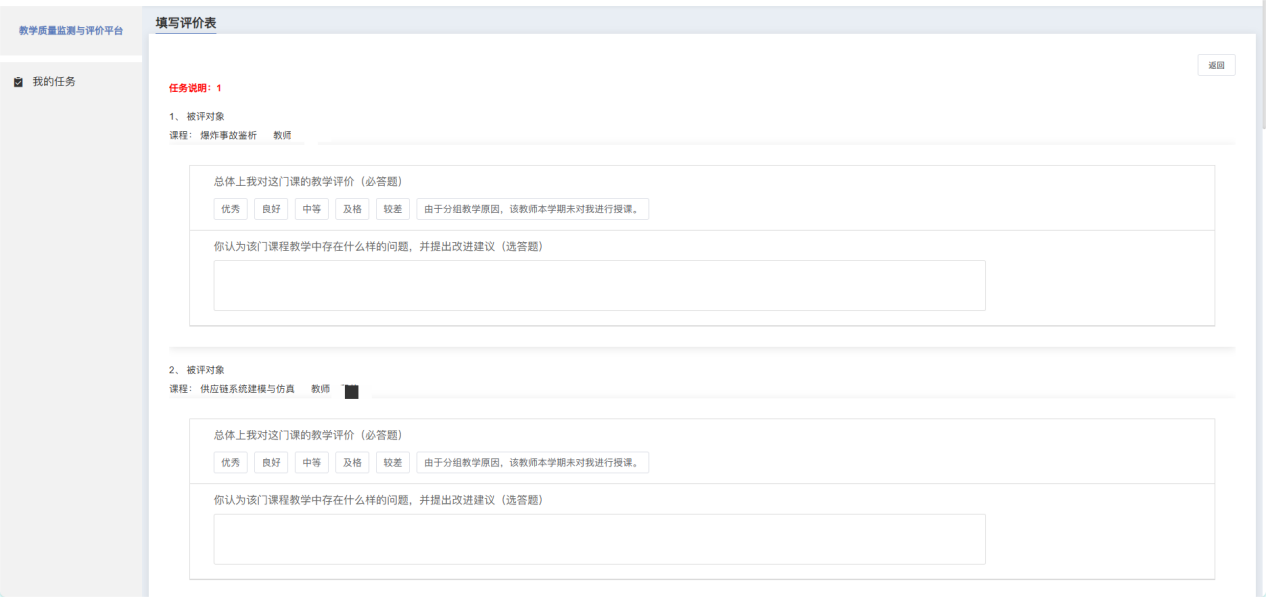 填写评价表
教学质量监测与评价平台
我的任务
返回
任务说明：1
1、 被评对象
课程： 爆炸事故鉴析 教师
总体上我对这门课的教学评价（必答题）
优秀 良好 中等 及格 较差 由于分组教学原因，该教师本学期未对我进行授课。
你认为该门课程教学中存在什么样的问题，并提出改进建议（选答题）
2、 被评对象
课程： 供应链系统建模与仿真 教师
总体上我对这门课的教学评价（必答题）
优秀 良好 中等 及格 较差 由于分组教学原因，该教师本学期未对我进行授课。
你认为该门课程教学中存在什么样的问题，并提出改进建议（选答题）